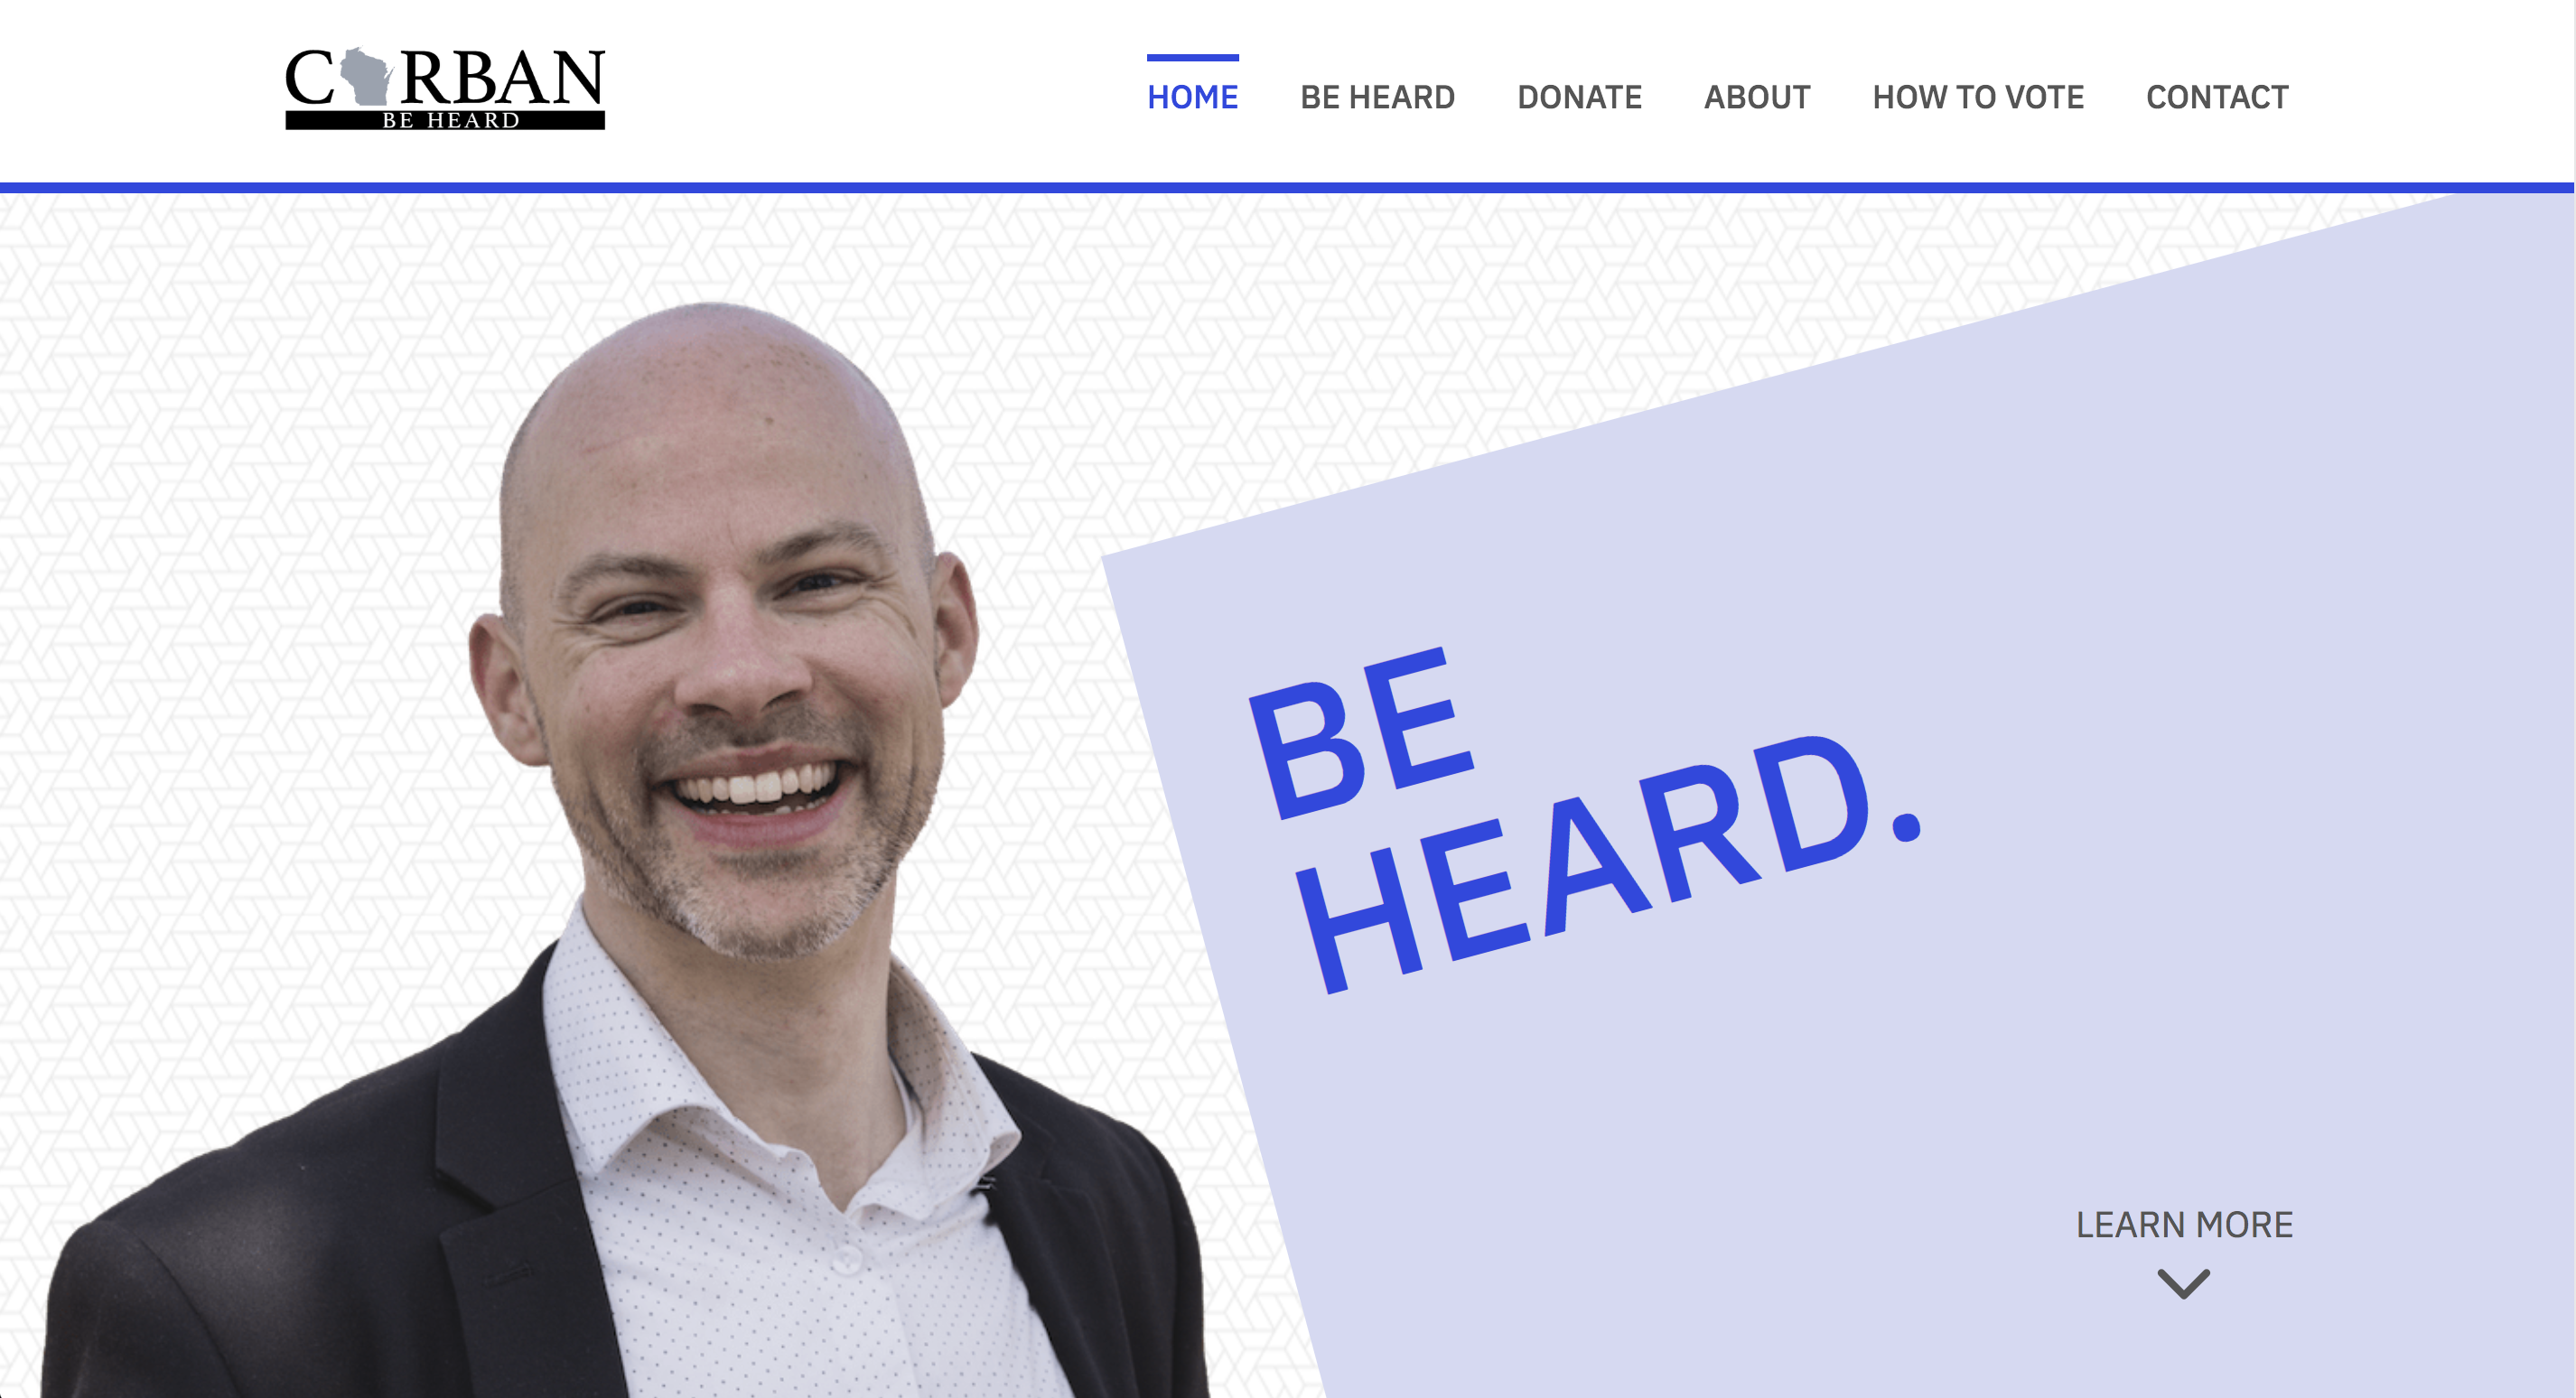 CORBAN
BE HEARD
HOME BE HEARD DONATE ABOUT HOW TO VOTE CONTACT
BE
HEARD.
LEARN MORE